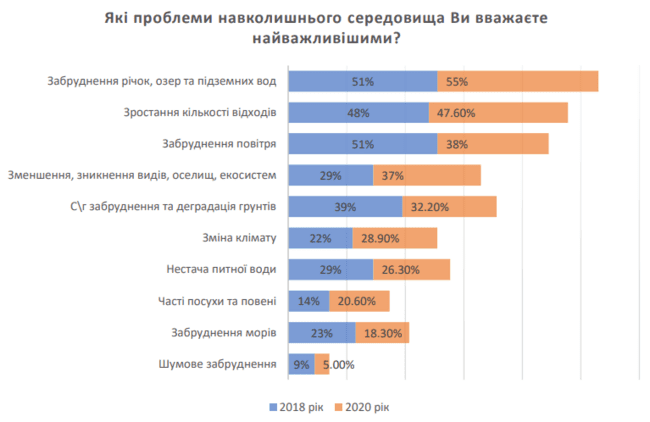 Які проблеми навколишнього середовища Ви вважаєте
найважливішими?
Забруднення річок, озер та підземних вод 51% 55%
Зростання кількості відходів 48% 47.60%
Забруднення повітря 51% 38%
Зменшення, зникнення видів, оселищ, екосистем 29% 37%
С\г забруднення та деградація грунтів 39% 32.20%
Зміна клімату 22% 28.90%
Нестача питної води 29% 26.30%
Часті посухи та повені 14% 20.60%
Забруднення морів 23% 18.30%
Шумове забруднення 9% 5.00%
2018 рік 2020 рік